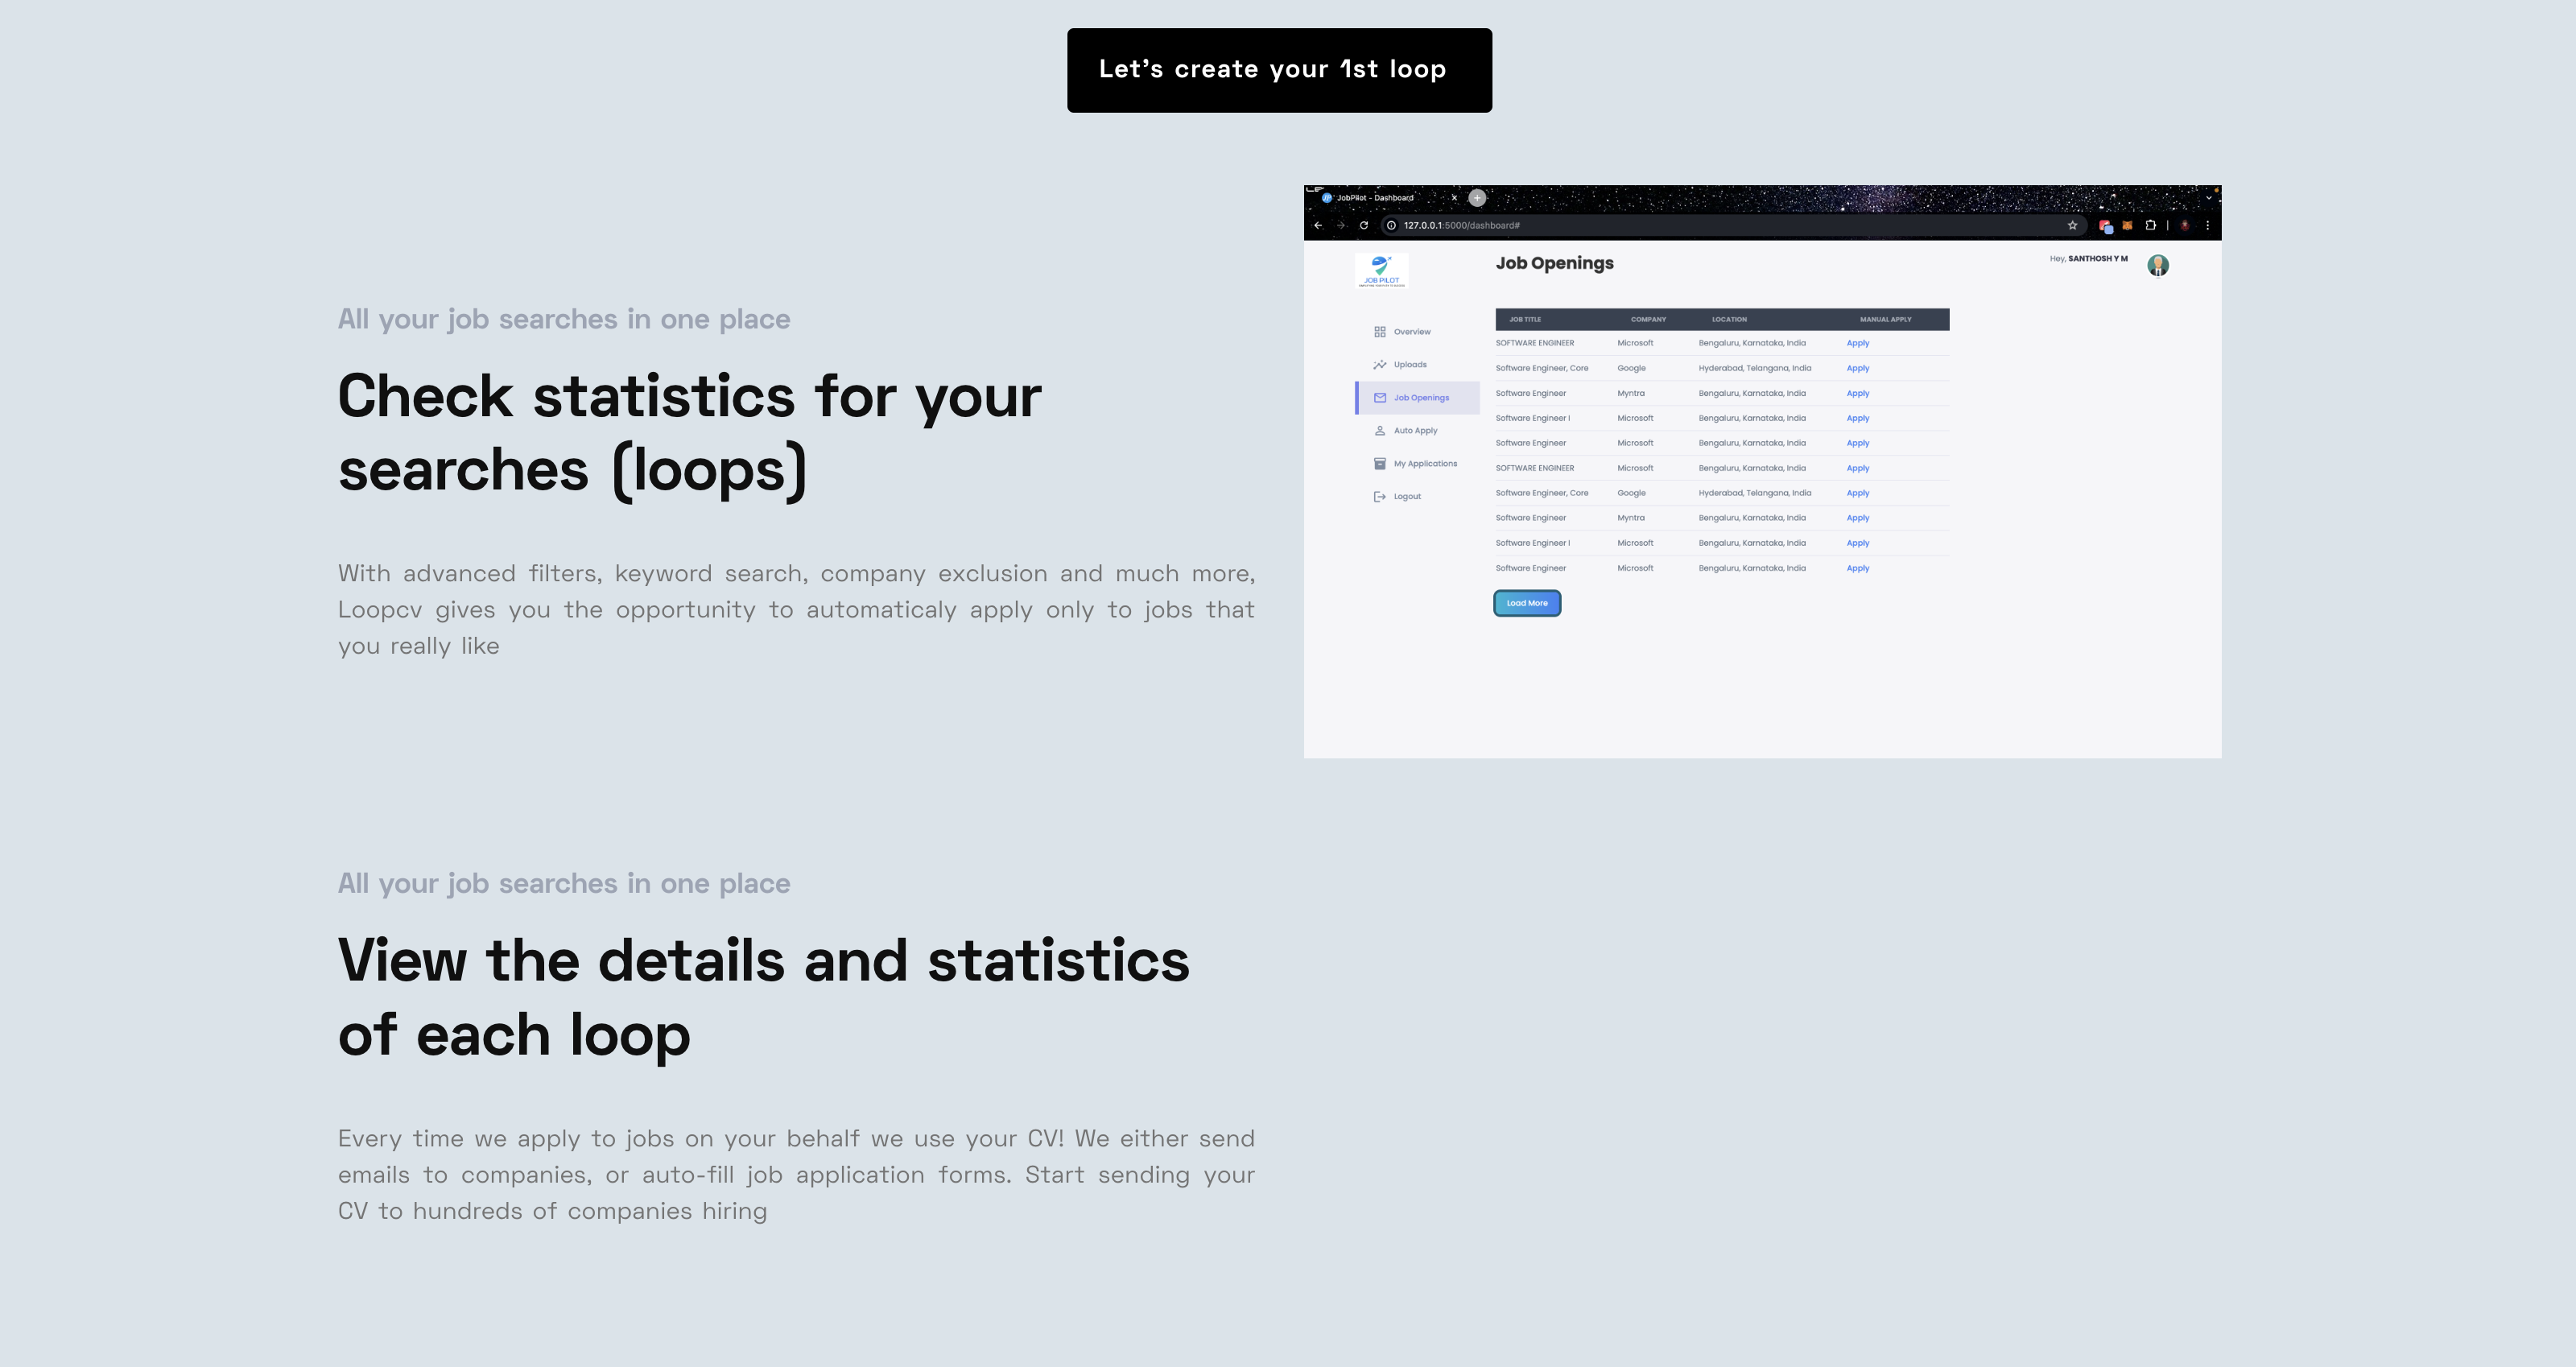 Let's create your 1st loop
JobPilot - Dashboard
127.0.0.1:5000/dashboard#
JOB PILOT
Job Openings
Hey, SANTHOSH Y M
All your job searches in one place
Check statistics for your
searches (loops)
With advanced filters, keyword search, company exclusion and much more,
Loopcv gives you the opportunity to automaticaly apply only to jobs that
you really like
Overview
Uploads
Job Openings
Auto Apply
My Applications
Logout
JOB TITLE COMPANY LOCATION MANUAL APPLY
SOFTWARE ENGINEER Microsoft Bengaluru, Karnataka, India Apply
Software Engineer, Core Google Hyderabad, Telangana, India Apply
Software Engineer Myntra Bengaluru, Karnataka, India Apply
Software Engineer I Microsoft Bengaluru, Karnataka, India Apply
Software Engineer Microsoft Bengaluru, Karnataka, India Apply
SOFTWARE ENGINEER Microsoft Bengaluru, Karnataka, India Apply
Software Engineer, Core Google Hyderabad, Telangana, India Apply
Software Engineer Myntra Bengaluru, Karnataka, India Apply
Software Engineer I Microsoft Bengaluru, Karnataka, India Apply
Software Engineer Microsoft Bengaluru, Karnataka, India Apply
Load More
All your job searches in one place
View the details and statistics
of each loop
Every time we apply to jobs on your behalf we use your CV! We either send
emails to companies, or auto-fill job application forms. Start sending your
CV to hundreds of companies hiring